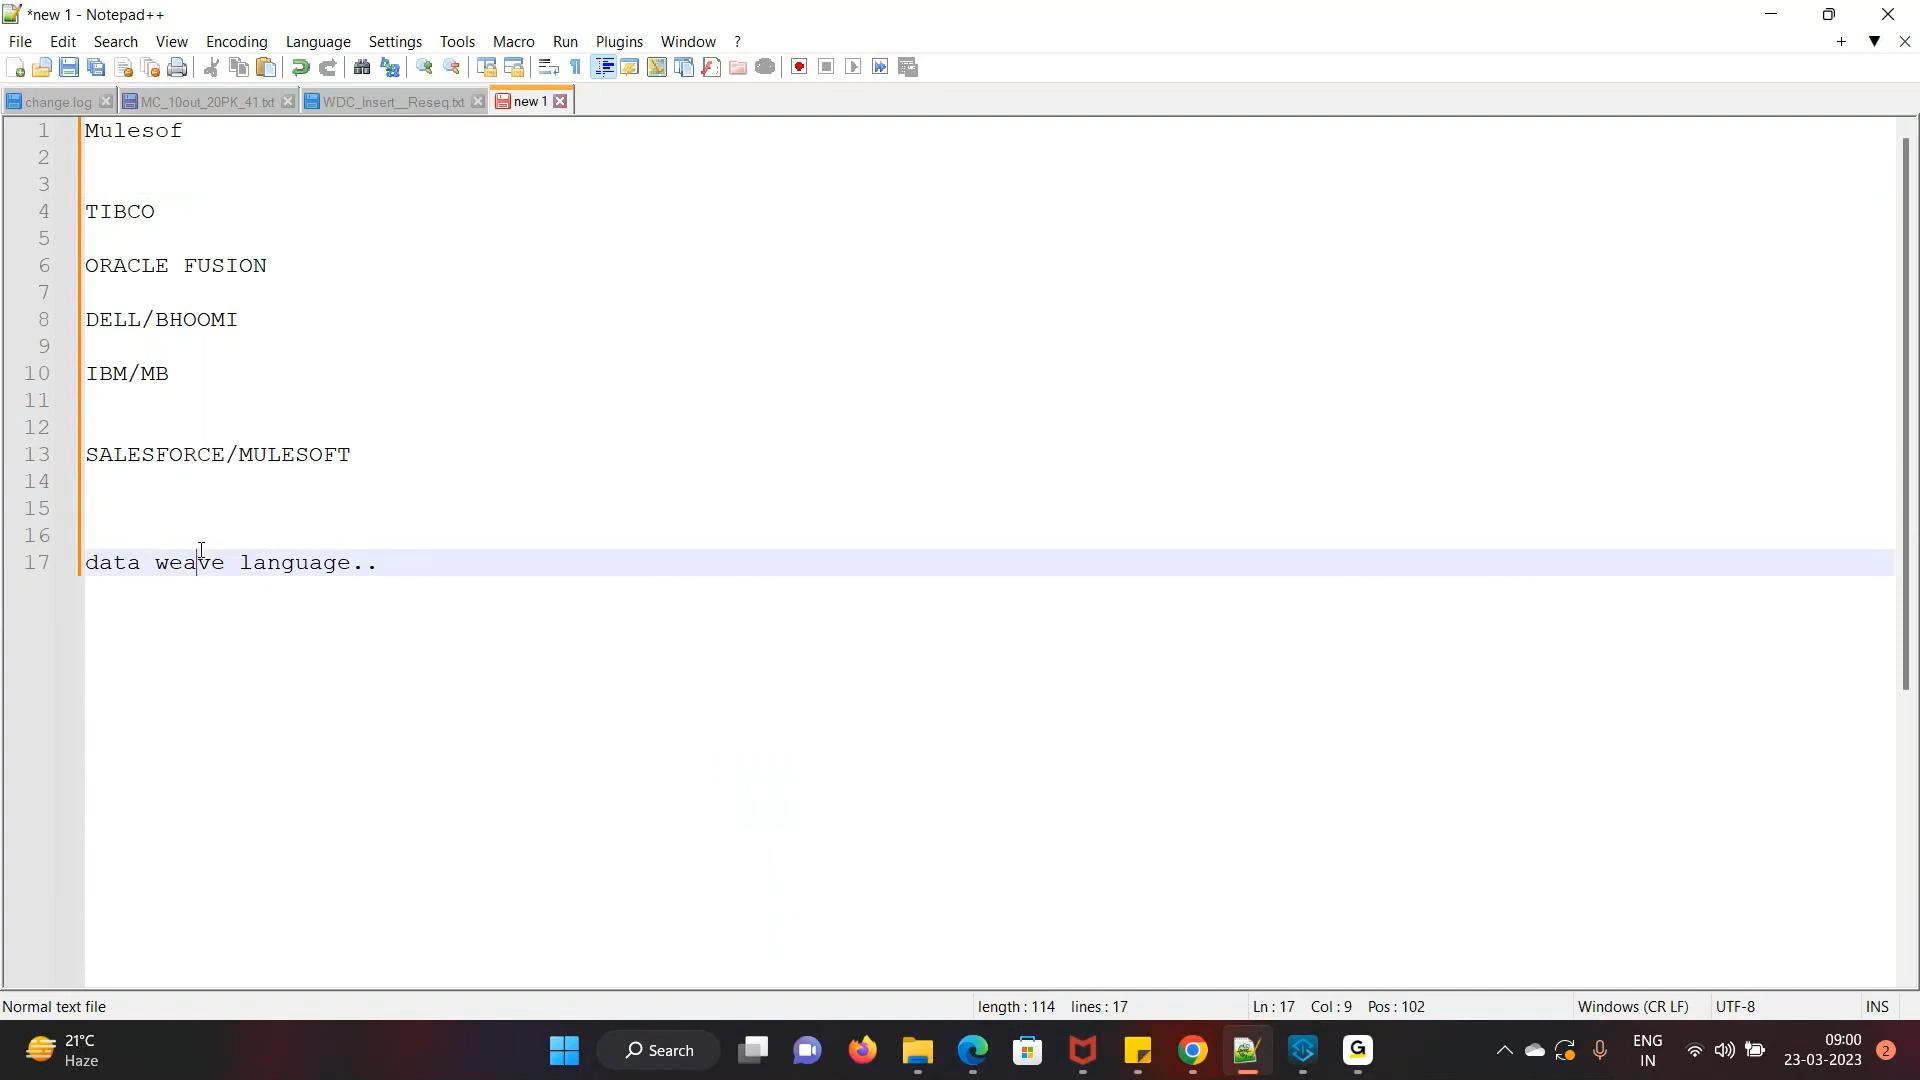 *new 1 - Notepad++
File Edit Search View Encoding Language Settings Tools Macro Run Plugins Window ?
change.log MC_10out_20PK_41.txt WDC_Insert__Reseq.txt new 1
1 Mulesof
2
3
4 TIBCO
5
6 ORACLE FUSION
7
8 DELL/BHOOMI
9
10 IBM/MB
11
12
13 SALESFORCE/MULESOFT
14
15
16
17 data weave language..
Normal text file length : 114 lines : 17 Ln : 17 Col : 9 Pos : 102 Windows (CR LF) UTF-8 INS
21°C
Haze
Search
ENG
IN
09:00
23-03-2023
2